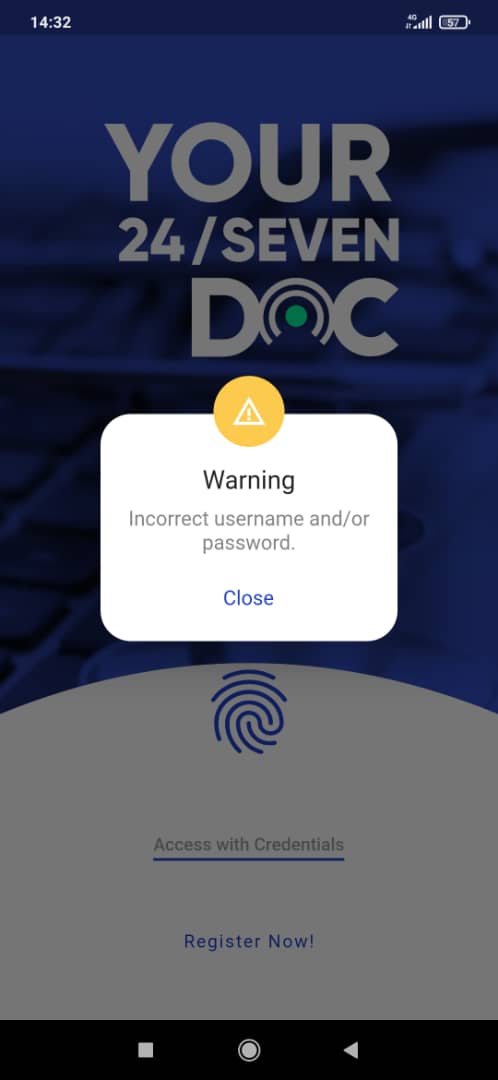 14:32
4G
57
YOUR
24/SEVEN
DOC
Warning
Incorrect username and/or
password.
Close
Access with Credentials
Register Now!